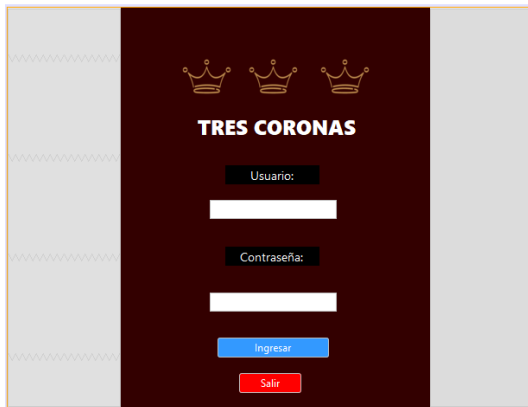 TRES CORONAS
Usuario:
Contraseña:
Ingresar
Salir